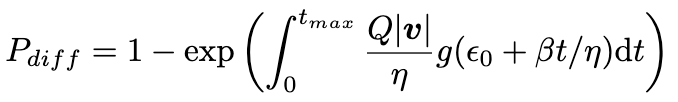 $P_{diff} = 1 - \exp\left(\int_0^{t_{max}} \frac{Q|\boldsymbol{v}|}{\eta} g(\epsilon_0 + \beta t/\eta)\mathrm{d}t\right)$